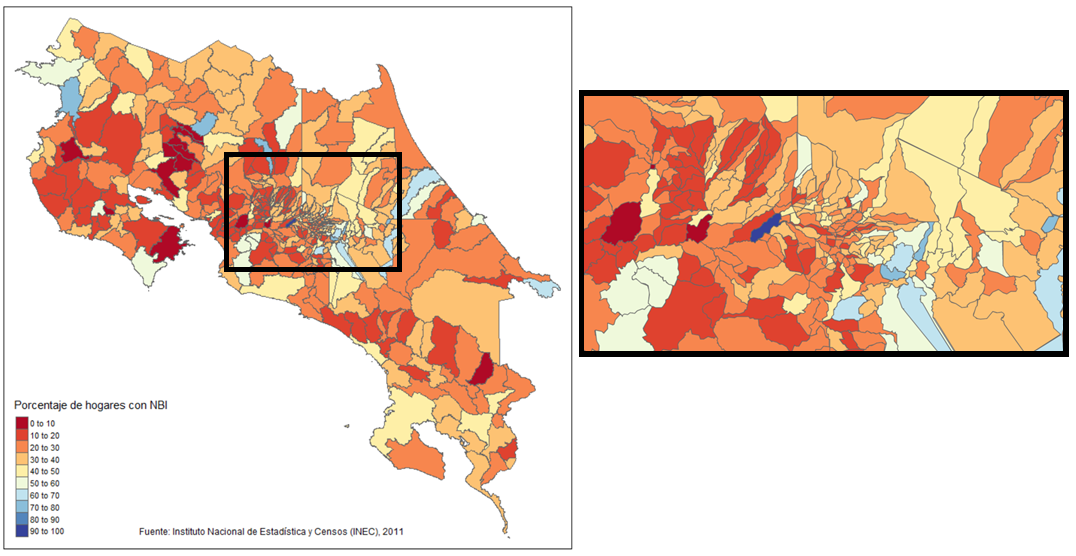 Porcentaje de hogares con NBI
0 to 10
10 to 20
20 to 30
30 to 40
40 to 50
50 to 60
60 to 70
70 to 80
80 to 90
90 to 100
Fuente: Instituto Nacional de Estadística y Censos (INEC), 2011